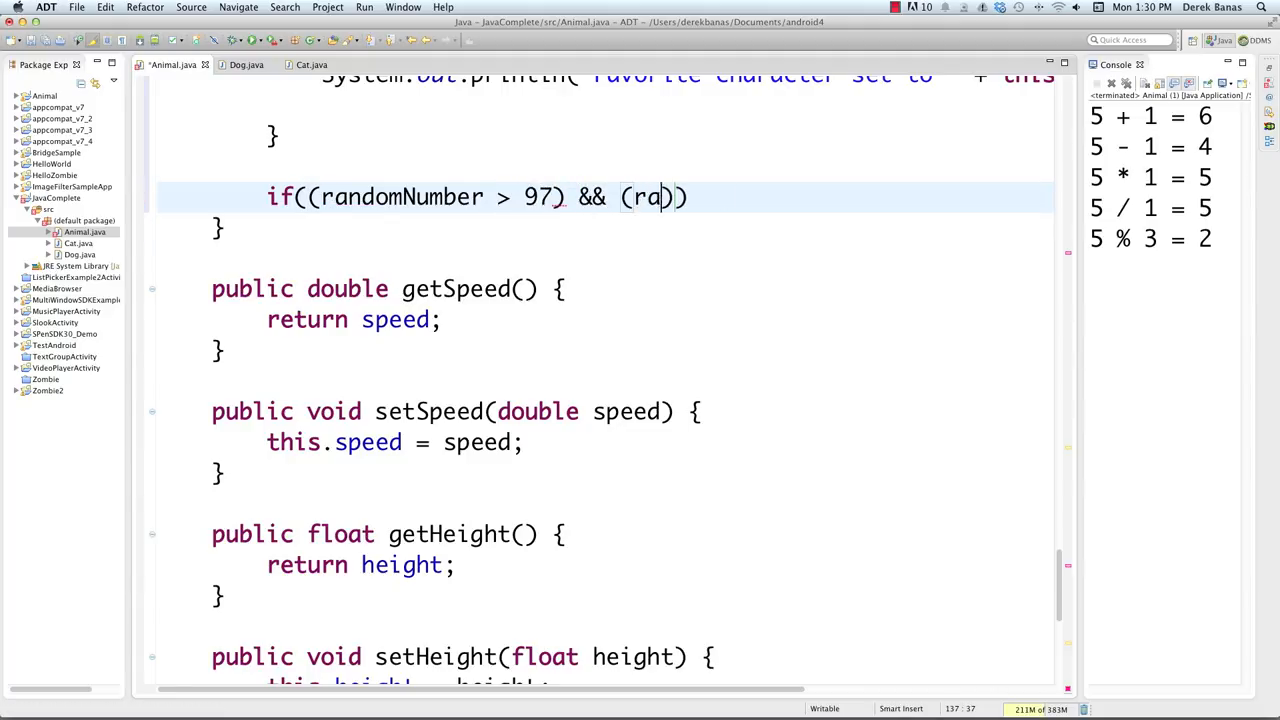 ADT File Edit Refactor Source Navigate Search Project Run Window Help
10 Mon 1:30 PM Derek Banas
Java - JavaComplete/src/Animal.java - ADT - /Users/derekbanas/Documents/android4
Quick Access Java DDMS
Package Exp
*Animal.java Dog.java Cat.java
Console
<terminated> Animal (1) [Java Application] /S
Animal
appcompat_v7
appcompat_v7_2
appcompat_v7_3
appcompat_v7_4
BridgeSample
HelloWorld
HelloZombie
ImageFilterSampleApp
JavaComplete
src
(default package)
Animal.java
Cat.java
Dog.java
JRE System Library [Ja
ListPickerExample2Activi
MediaBrowser
MultiWindowSDKExample
MusicPlayerActivity
SlookActivity
SPenSDK30_Demo
TestAndroid
TextGroupActivity
VideoPlayerActivity
Zombie
Zombie2
System.out.println("Favorite character set to " + this
}
if((randomNumber > 97) && (ra))
}
public double getSpeed() {
return speed;
}
public void setSpeed(double speed) {
this.speed = speed;
}
public float getHeight() {
return height;
}
public void setHeight(float height) {
this.height = height;
5 + 1 = 6
5 - 1 = 4
5 * 1 = 5
5 / 1 = 5
5 % 3 = 2
Writable Smart Insert 137 : 37 211M of 383M